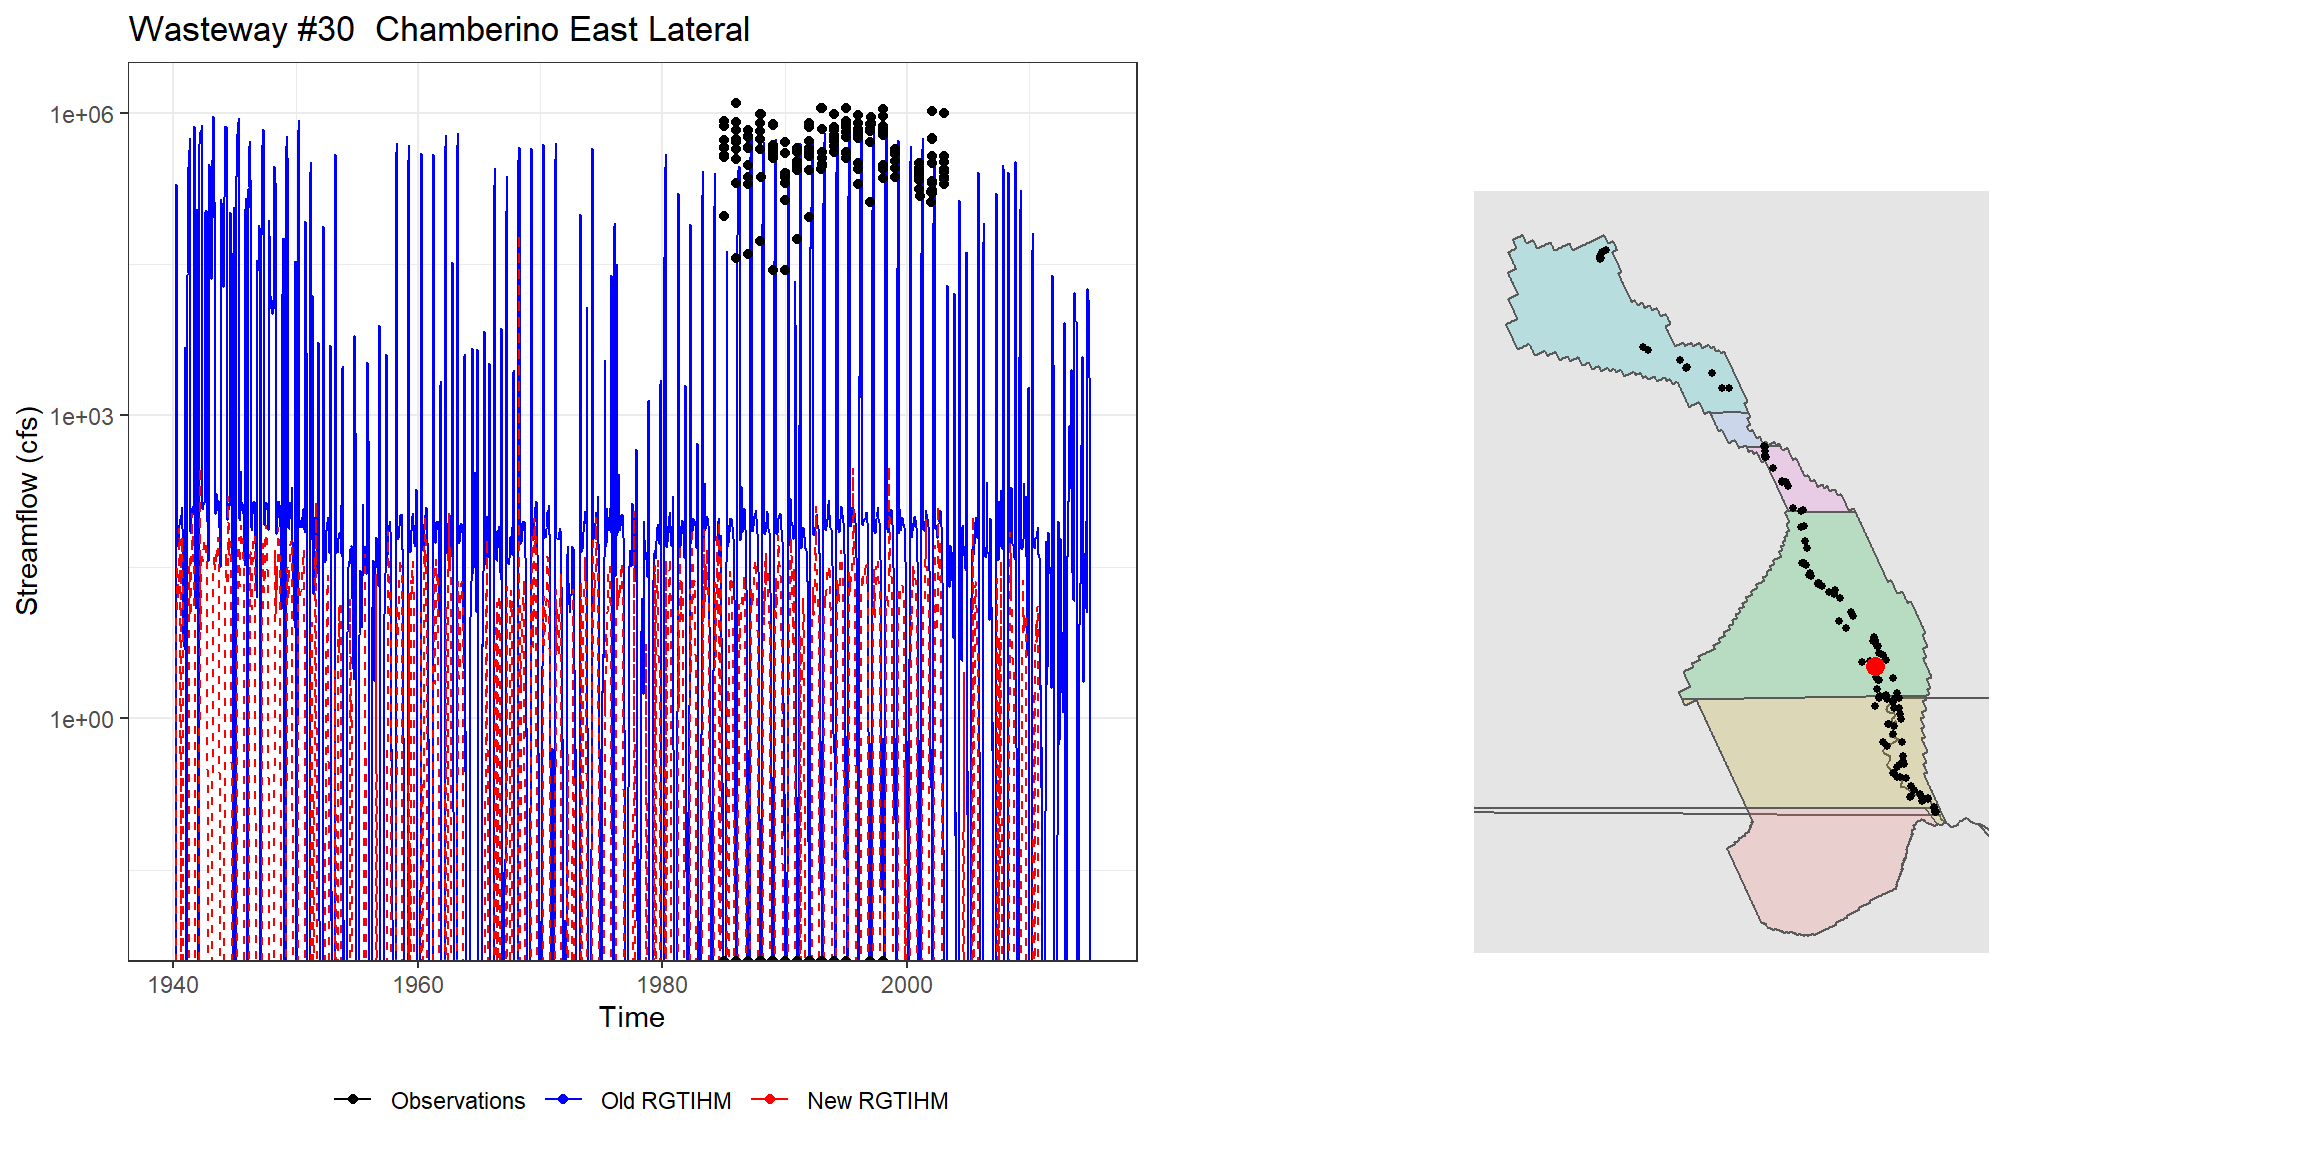 Wasteway #30  Chamberino East Lateral
Streamflow (cfs)
1e+06
1e+03
1e+00
1940 1960 1980 2000
Time
Observations Old RGTIHM New RGTIHM